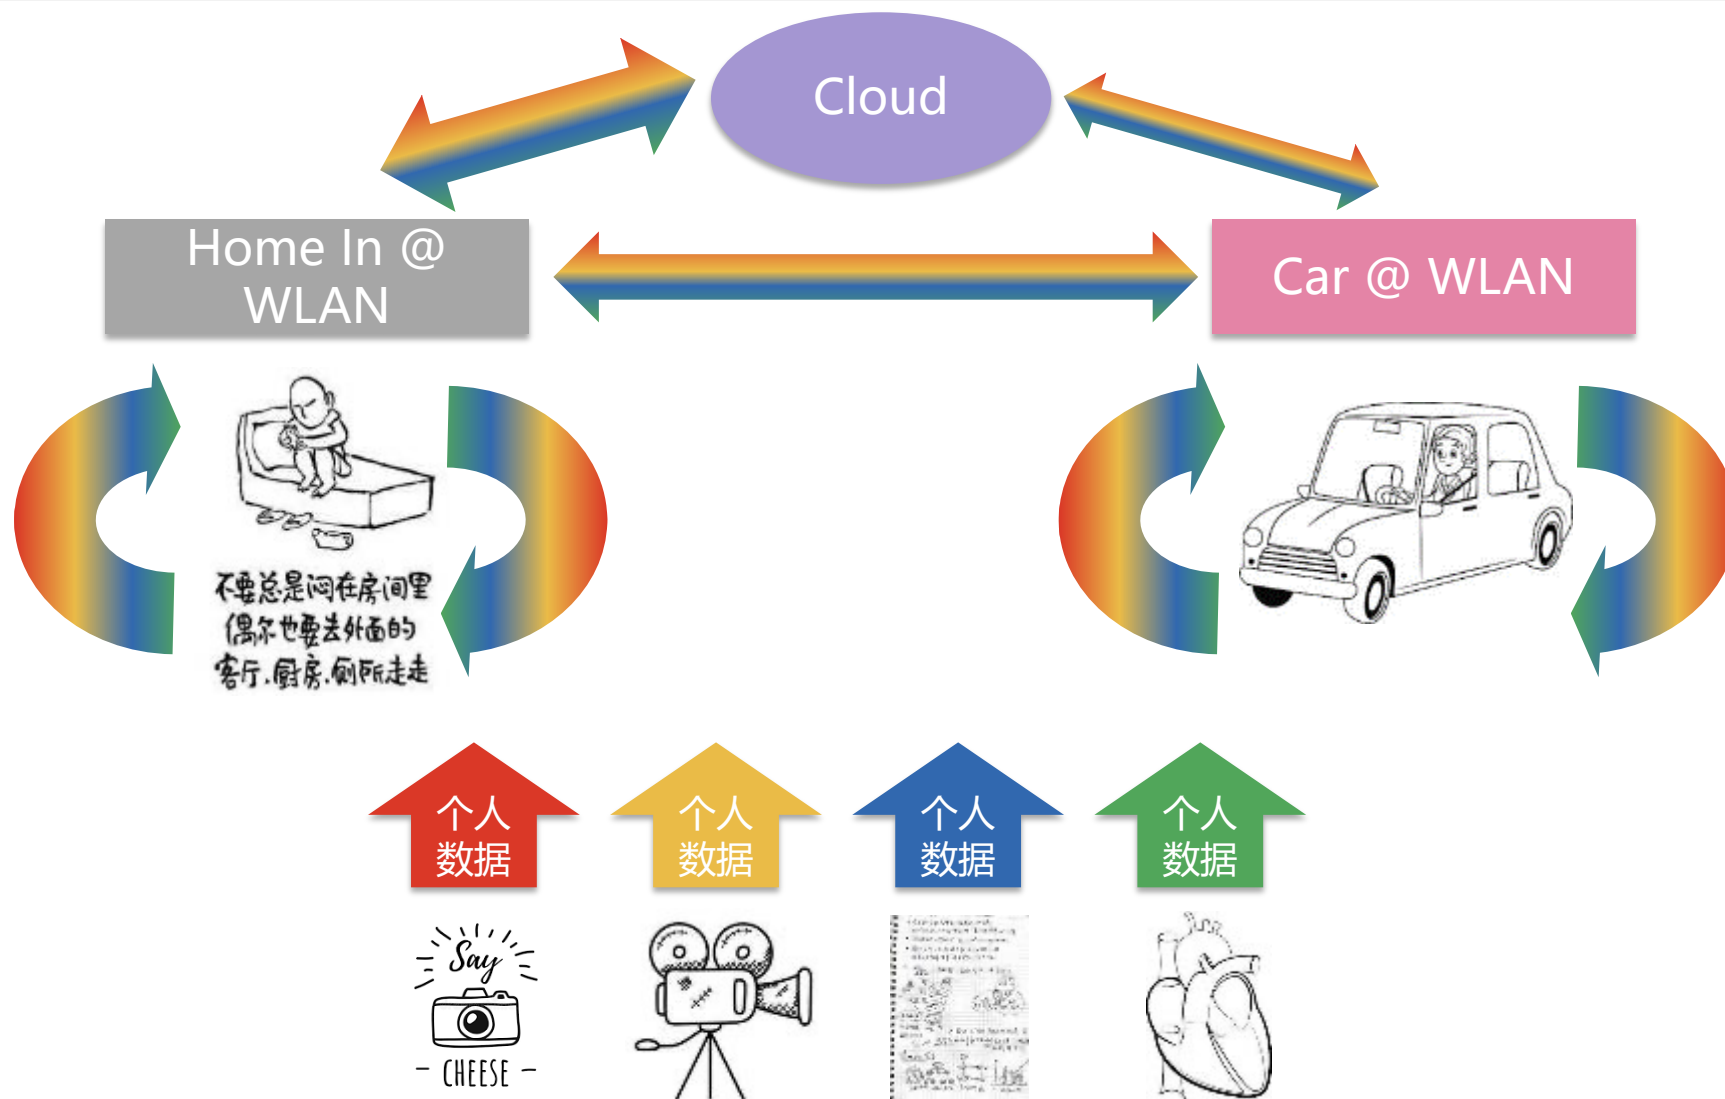 Cloud
Home In @
WLAN
Car @ WLAN
不要总是闷在房间里
偶尔也要去外面的
客厅.厨房.厕所走走
个人
数据
个人
数据
个人
数据
个人
数据
Say
- CHEESE -